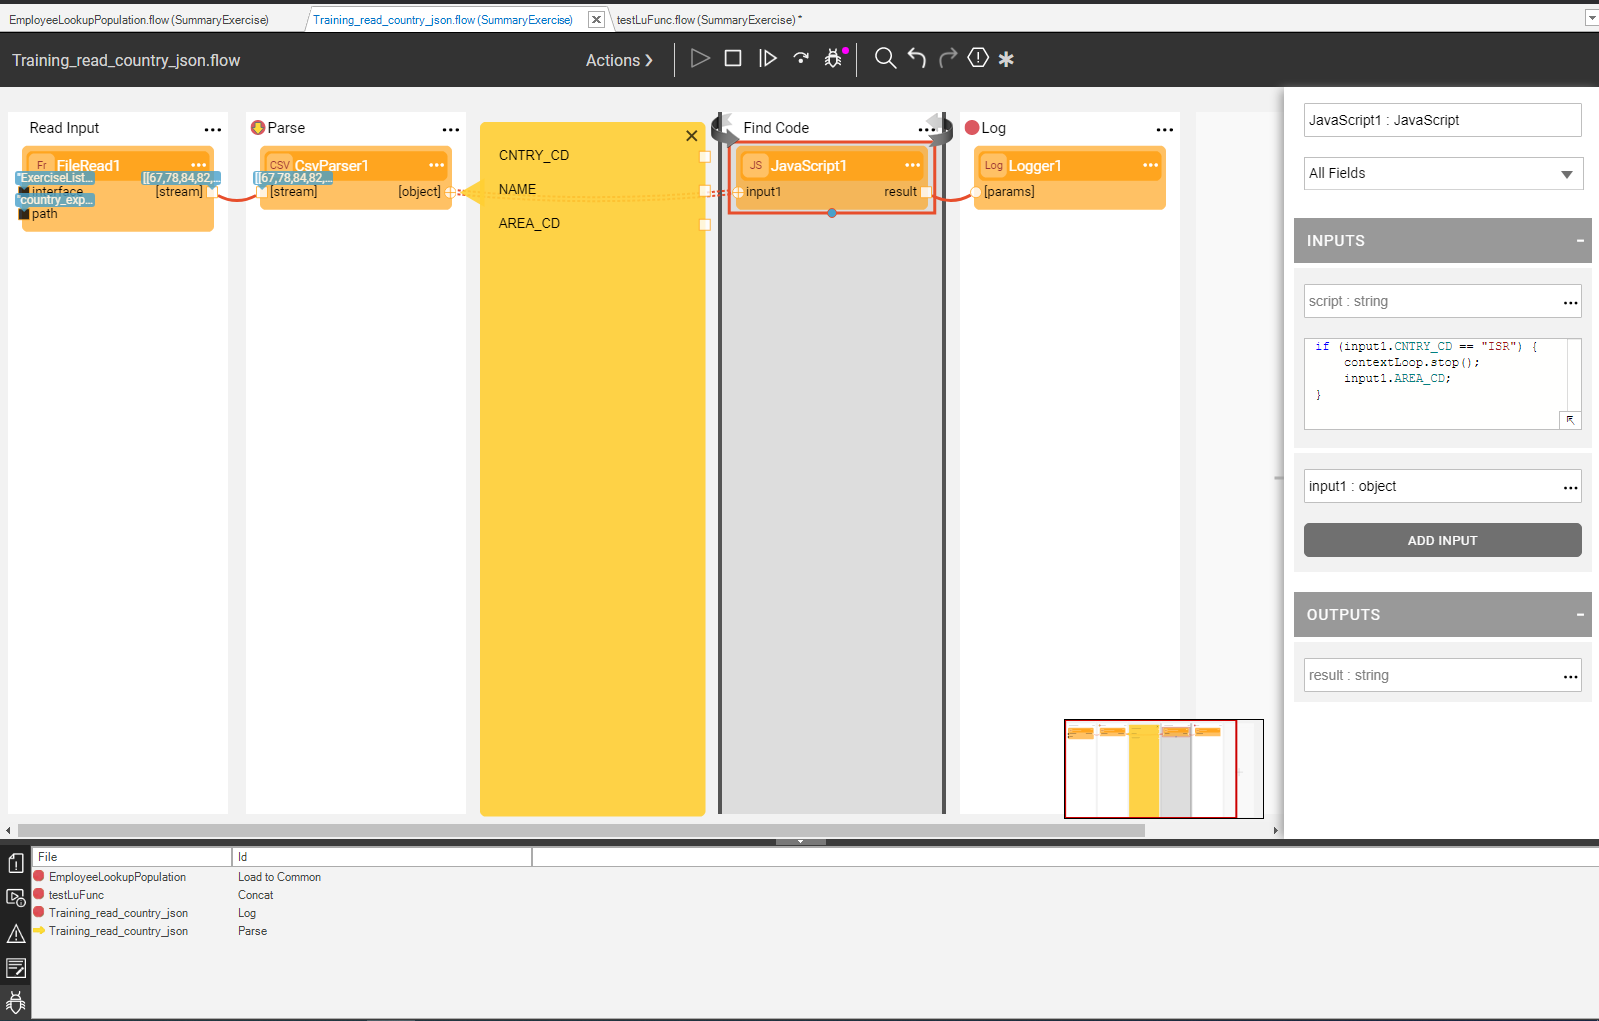 EmployeeLookupPopulation.flow (SummaryExercise)
Training_read_country_json.flow (SummaryExercise)
testLuFunc.flow (SummaryExercise) *
Training_read_country_json.flow
Actions
Read Input
Parse
Find Code
Log
Fr FileRead1
"ExerciseList...
[[67,78,84,82,...
interface
[stream]
"country_exp...
path
CSV CsvParser1
[[67,78,84,82,...
[stream]
[object]
CNTRY_CD
NAME
AREA_CD
JS JavaScript1
input1
result
Log Logger1
[params]
JavaScript1 : JavaScript
All Fields
INPUTS
script : string
if (input1.CNTRY_CD == "ISR") {
contextLoop.stop();
input1.AREA_CD;
}
input1 : object
ADD INPUT
OUTPUTS
result : string
File Id
EmployeeLookupPopulation Load to Common
testLuFunc Concat
Training_read_country_json Log
Training_read_country_json Parse